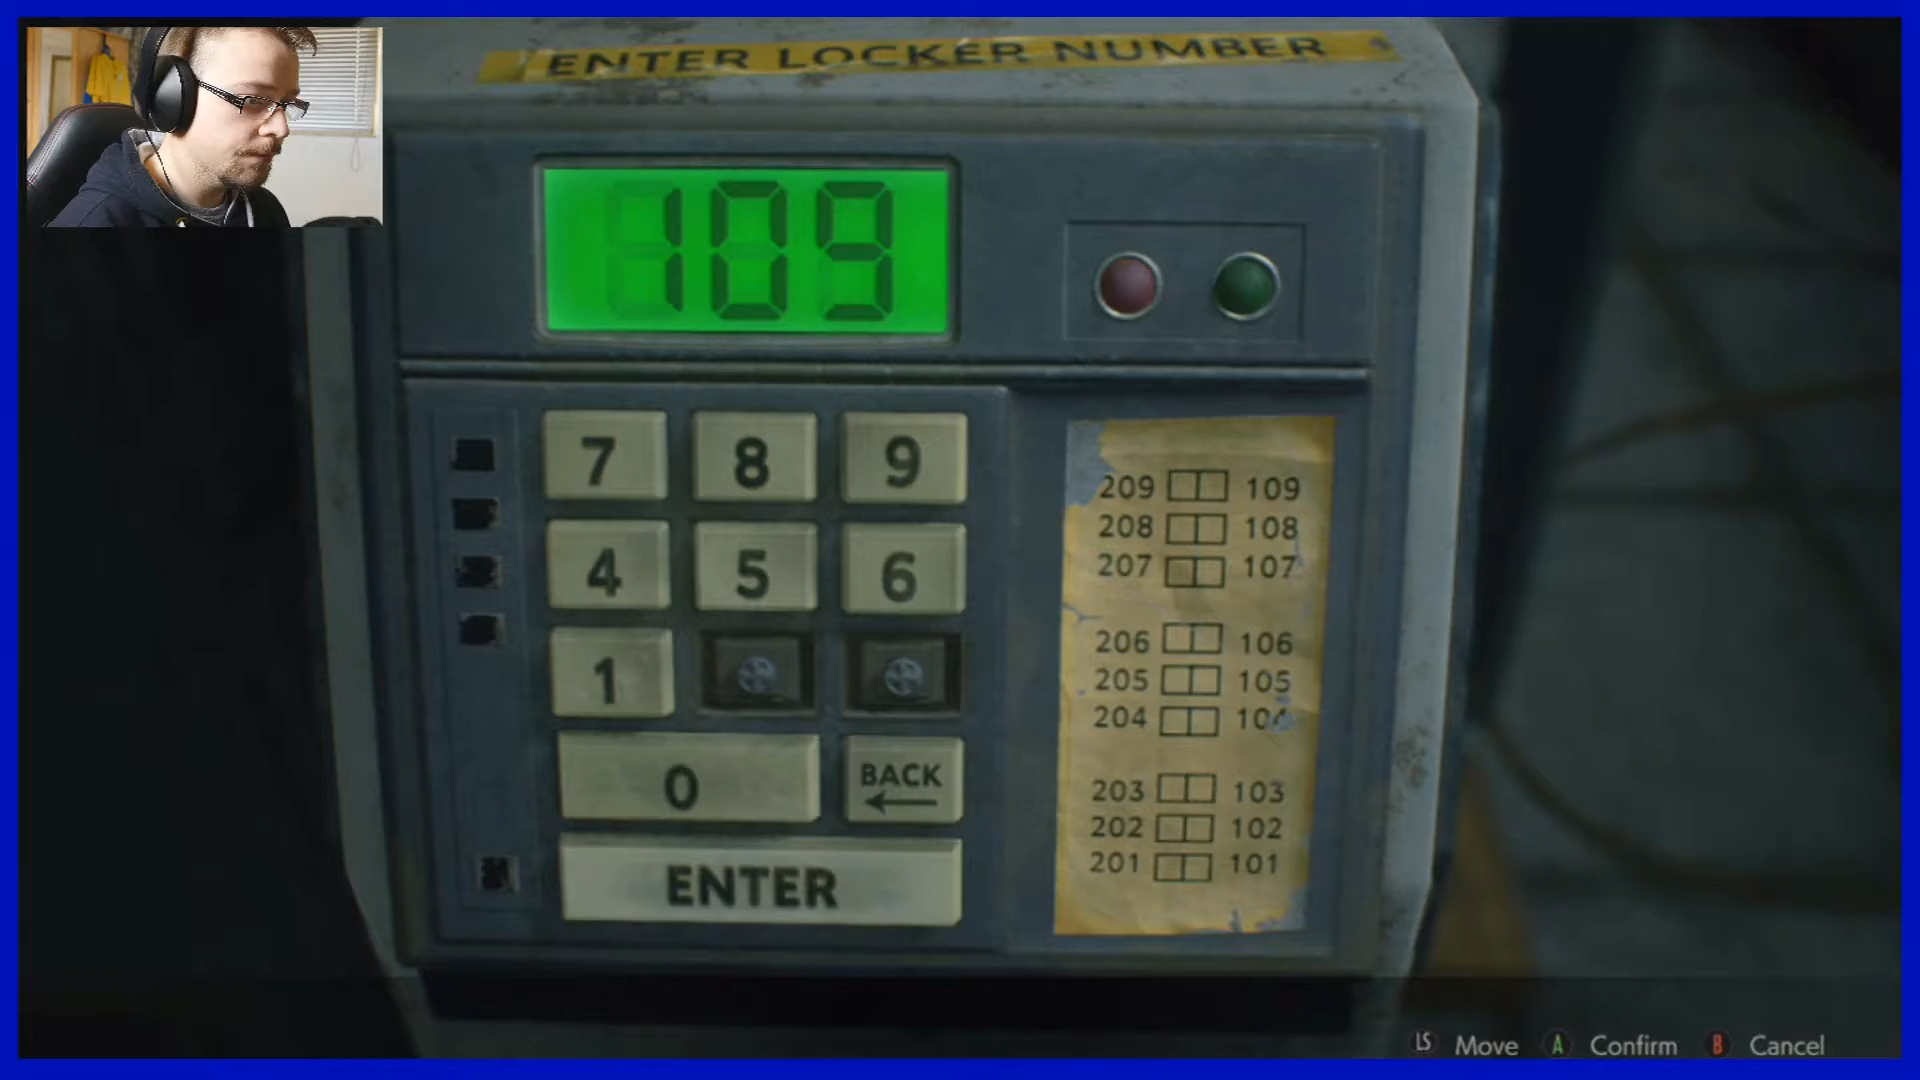 ENTER LOCKER NUMBER
109
7 8 9
4 5 6
1
0 BACK
ENTER
209 109
208 108
207 107
206 106
205 105
204 104
203 103
202 102
201 101
LS Move A Confirm B Cancel